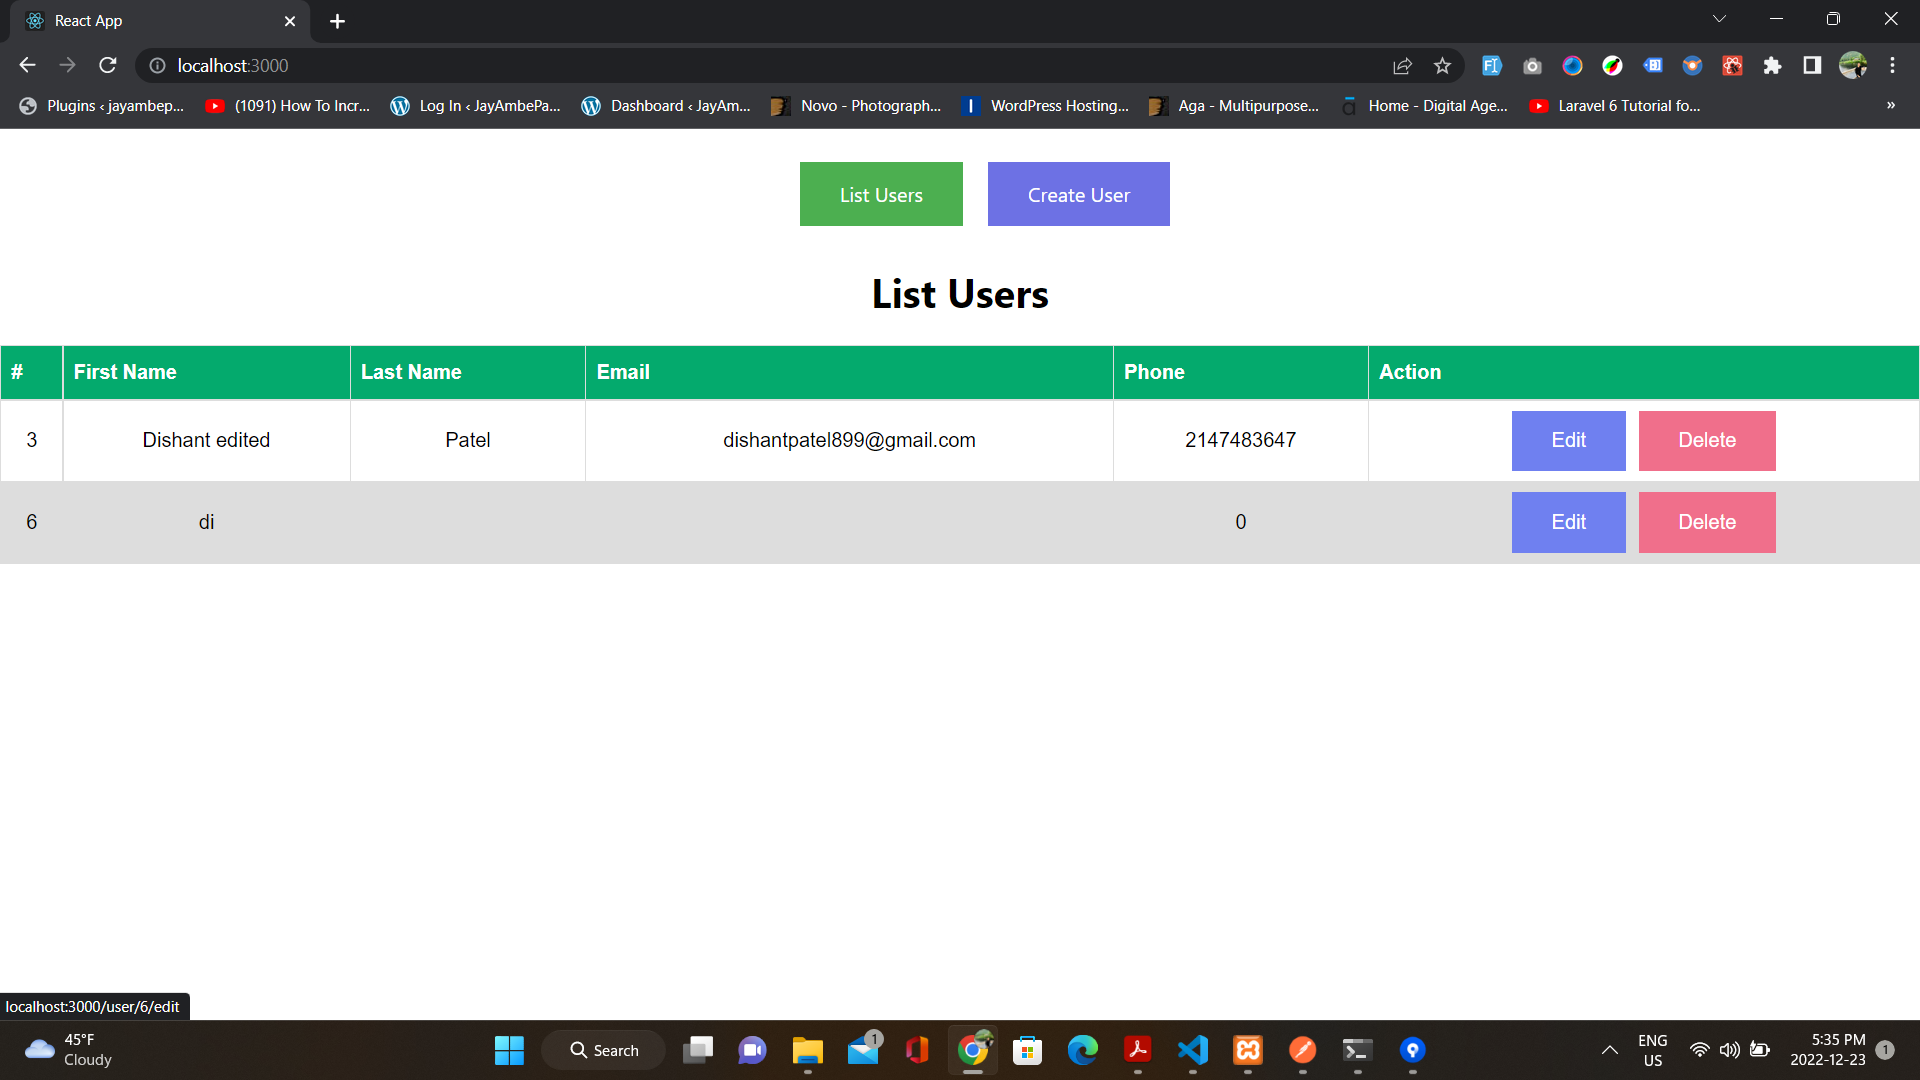 React App
localhost:3000
Plugins ‹ jayambep...
(1091) How To Incr...
Log In ‹ JayAmbePa...
Dashboard ‹ JayAm...
Novo - Photograph...
WordPress Hosting...
Aga - Multipurpose...
Home - Digital Age...
Laravel 6 Tutorial fo...
»
List Users
Create User
List Users
# First Name Last Name Email Phone Action
3 Dishant edited Patel dishantpatel899@gmail.com 2147483647 Edit Delete
6 di 0 Edit Delete
localhost:3000/user/6/edit
45°F
Cloudy
Search
1
ENG
US
5:35 PM
2022-12-23
1